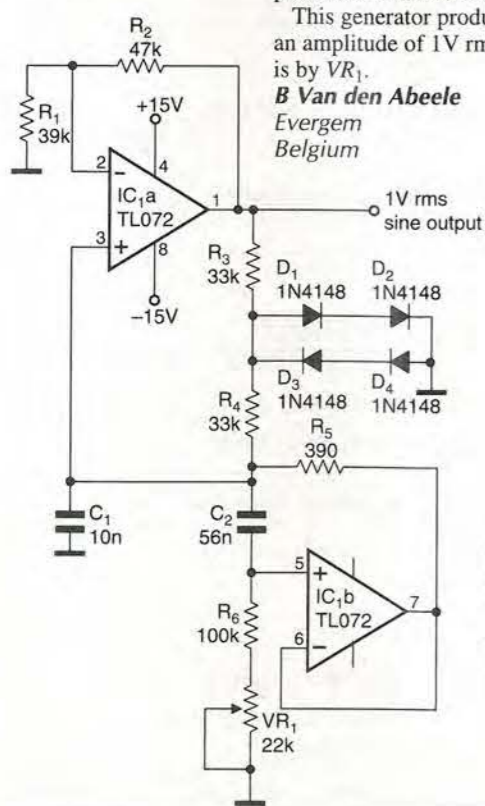 This generator produ
an amplitude of 1V rm
is by VR1.
B Van den Abeele
Evergem
Belgium
R2
47k
R1
39k
+15V
4
2
−
IC1a
TL072
1
3
+
8
−15V
1V rms
sine output
R3
33k
D1
1N4148
D2
1N4148
D3
1N4148
D4
1N4148
R4
33k
R5
390
C1
10n
C2
56n
5
+
IC1b
TL072
7
6
−
R6
100k
VR1
22k